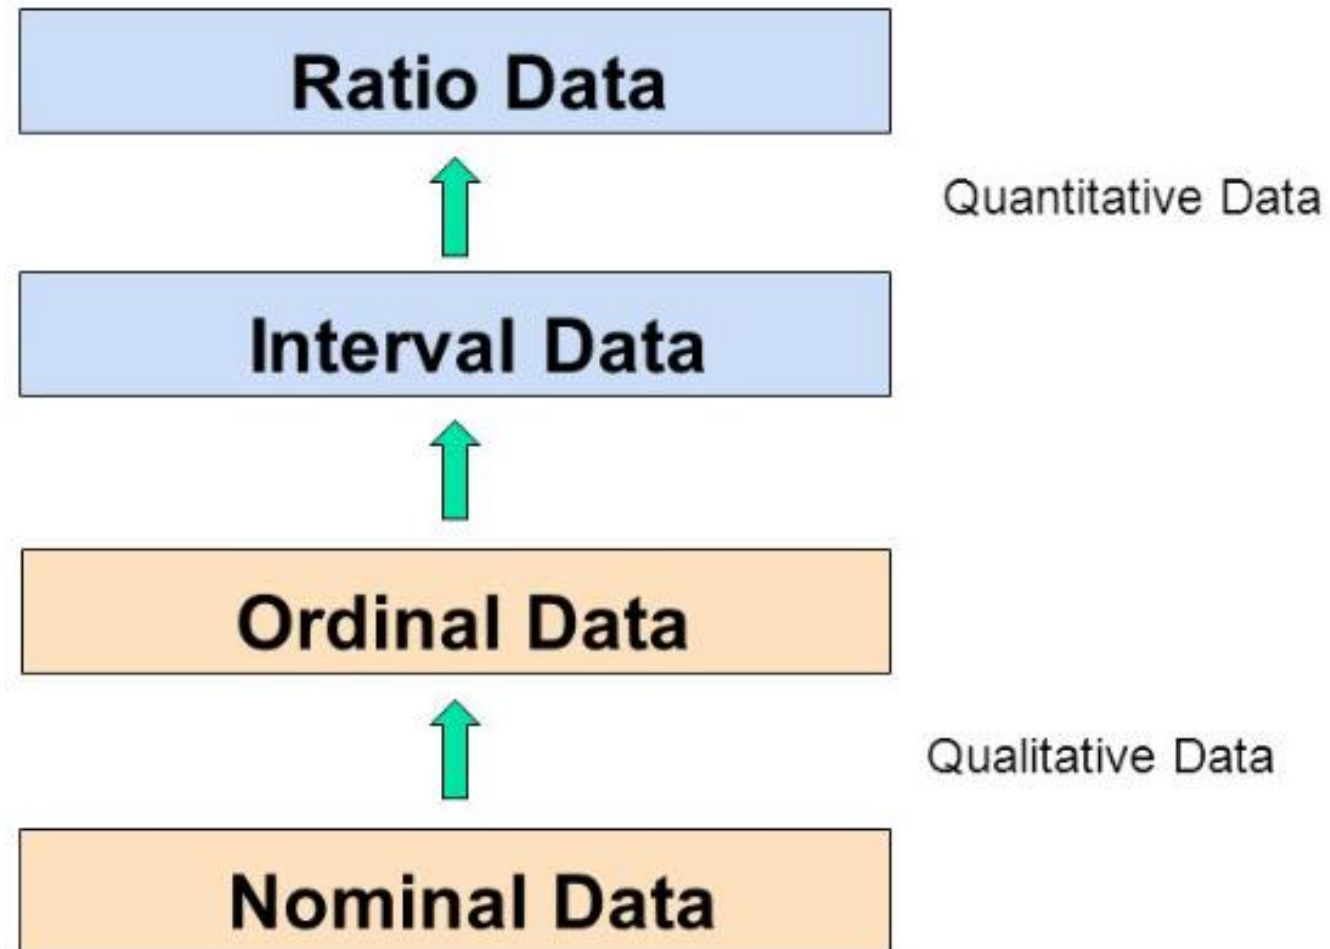 Ratio Data
Quantitative Data
Interval Data
Ordinal Data
Qualitative Data
Nominal Data